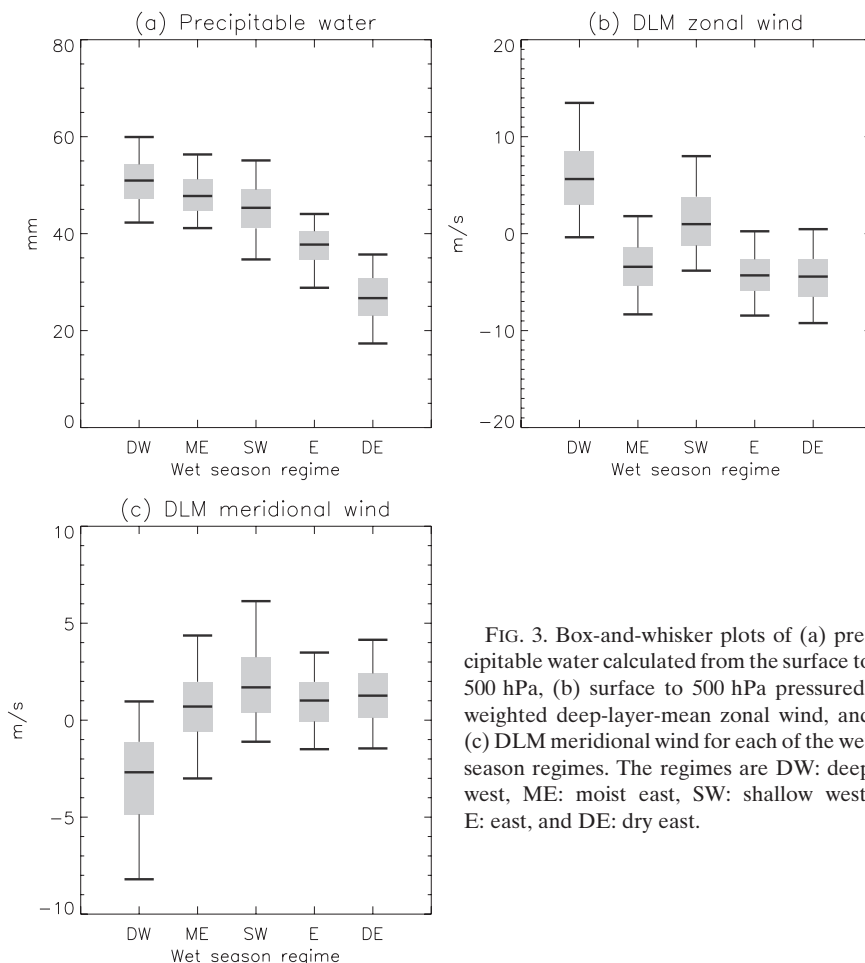 (a) Precipitable water
80
60
40
20
0
mm
DW ME SW E DE
Wet season regime
(b) DLM zonal wind
20
10
0
-10
-20
m/s
DW ME SW E DE
Wet season regime
(c) DLM meridional wind
10
5
0
-5
-10
m/s
DW ME SW E DE
Wet season regime
FIG. 3. Box-and-whisker plots of (a) pre
cipitable water calculated from the surface to
500 hPa, (b) surface to 500 hPa pressured
weighted deep-layer-mean zonal wind, and
(c) DLM meridional wind for each of the we
season regimes. The regimes are DW: deep
west, ME: moist east, SW: shallow west
E: east, and DE: dry east.